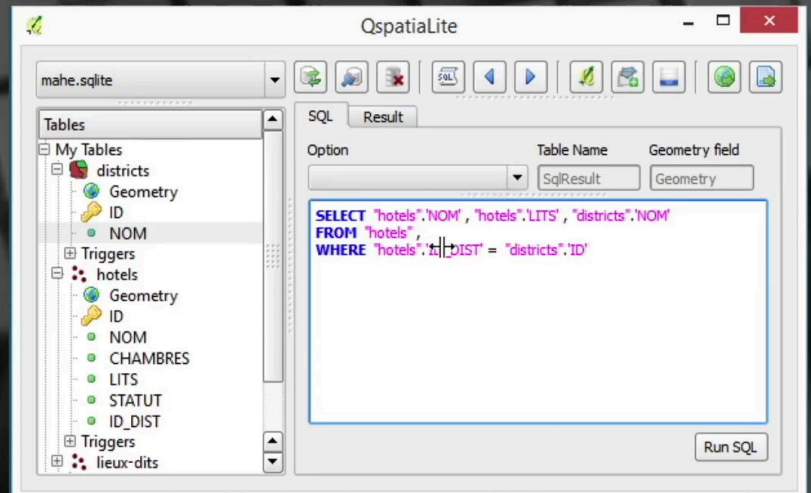 QspatiaLite
mahe.sqlite
SQL Result
Tables
Option Table Name Geometry field
My Tables
districts
SqlResult Geometry
Geometry
ID
NOM
Triggers
hotels
Geometry
ID
NOM
CHAMBRES
LITS
STATUT
ID_DIST
Triggers
lieux-dits
SQL
SELECT "hotels".'NOM' , "hotels".'LITS' , "districts".'NOM'
FROM "hotels" ,
WHERE "hotels".'ID_DIST' = "districts".'ID'
Run SQL